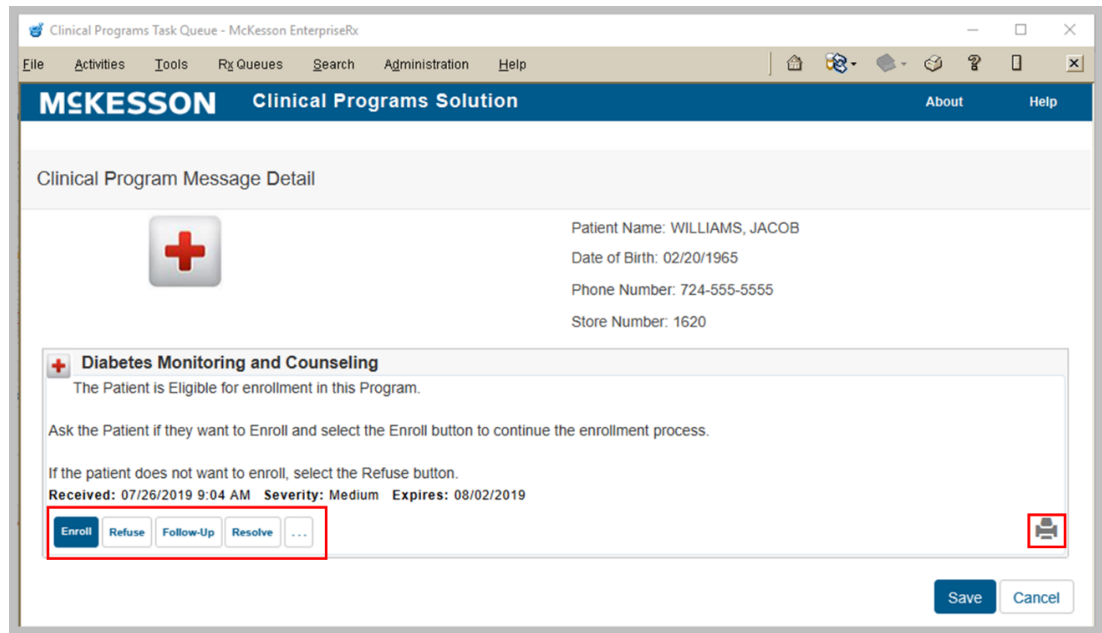 Clinical Programs Task Queue - McKesson EnterpriseRx
File Activities Tools Rx Queues Search Administration Help
MCKESSON Clinical Programs Solution About Help
Clinical Program Message Detail
Patient Name: WILLIAMS, JACOB
Date of Birth: 02/20/1965
Phone Number: 724-555-5555
Store Number: 1620
Diabetes Monitoring and Counseling
The Patient is Eligible for enrollment in this Program.
Ask the Patient if they want to Enroll and select the Enroll button to continue the enrollment process.
If the patient does not want to enroll, select the Refuse button.
Received: 07/26/2019 9:04 AM Severity: Medium Expires: 08/02/2019
Enroll Refuse Follow-Up Resolve ...
Save Cancel